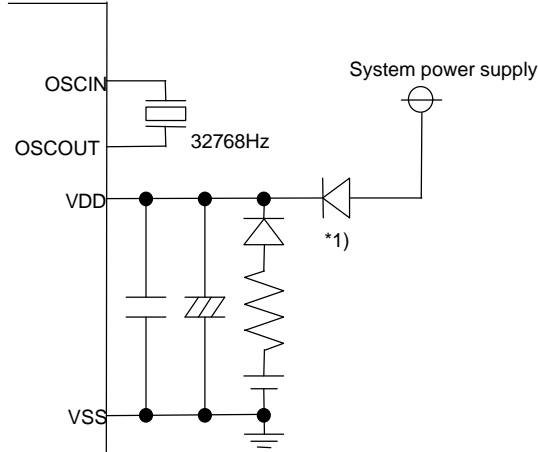 System power supply
OSCIN
OSCOUT
32768Hz
VDD
*1)
VSS